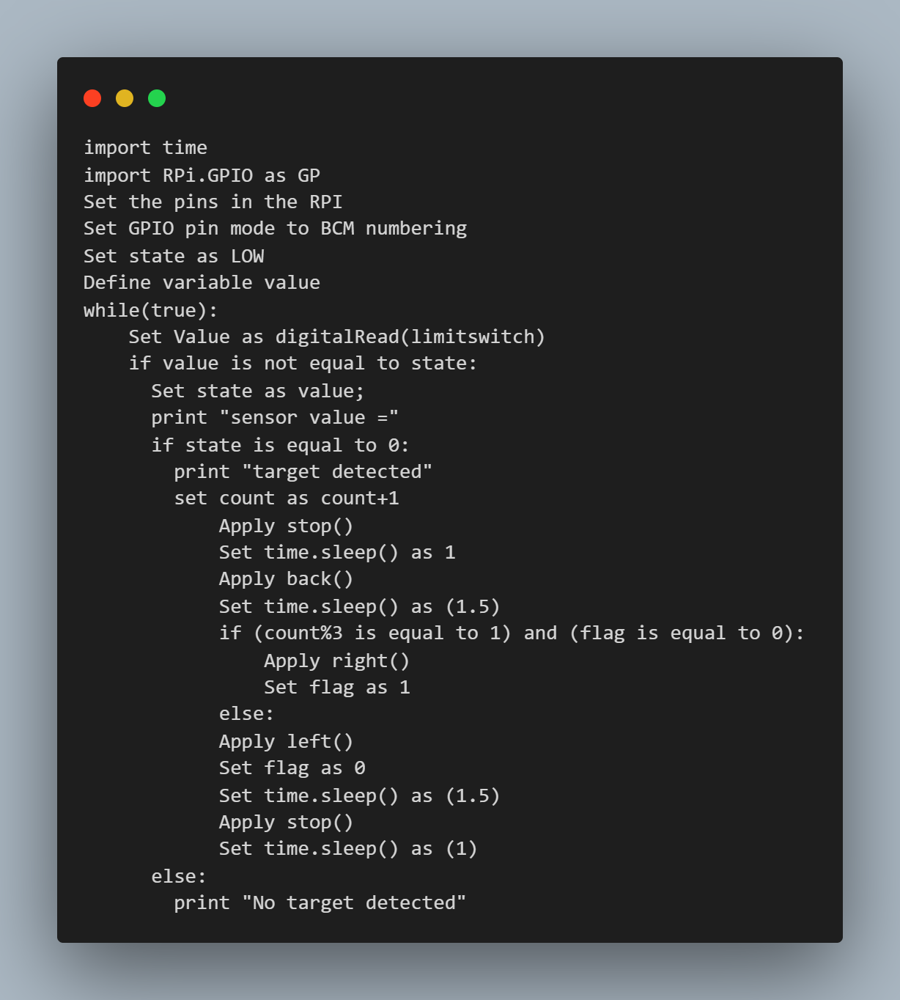 import time
import RPi.GPIO as GP
Set the pins in the RPI
Set GPIO pin mode to BCM numbering
Set state as LOW
Define variable value
while(true):
    Set Value as digitalRead(limitswitch)
    if value is not equal to state:
      Set state as value;
      print "sensor value ="
      if state is equal to 0:
        print "target detected"
        set count as count+1
            Apply stop()
            Set time.sleep() as 1
            Apply back()
            Set time.sleep() as (1.5)
            if (count%3 is equal to 1) and (flag is equal to 0):
                Apply right()
                Set flag as 1
            else:
            Apply left()
            Set flag as 0
            Set time.sleep() as (1.5)
            Apply stop()
            Set time.sleep() as (1)
      else:
        print "No target detected"